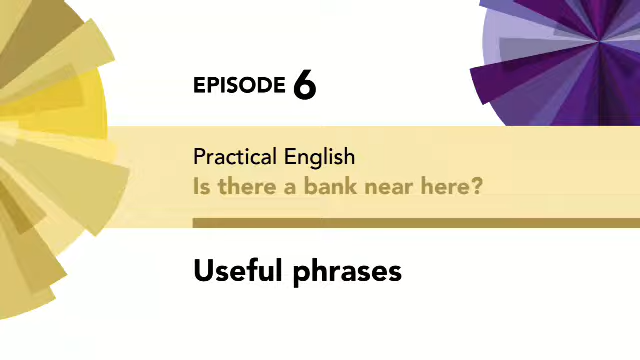 EPISODE 6
Practical English
Is there a bank near here?
Useful phrases